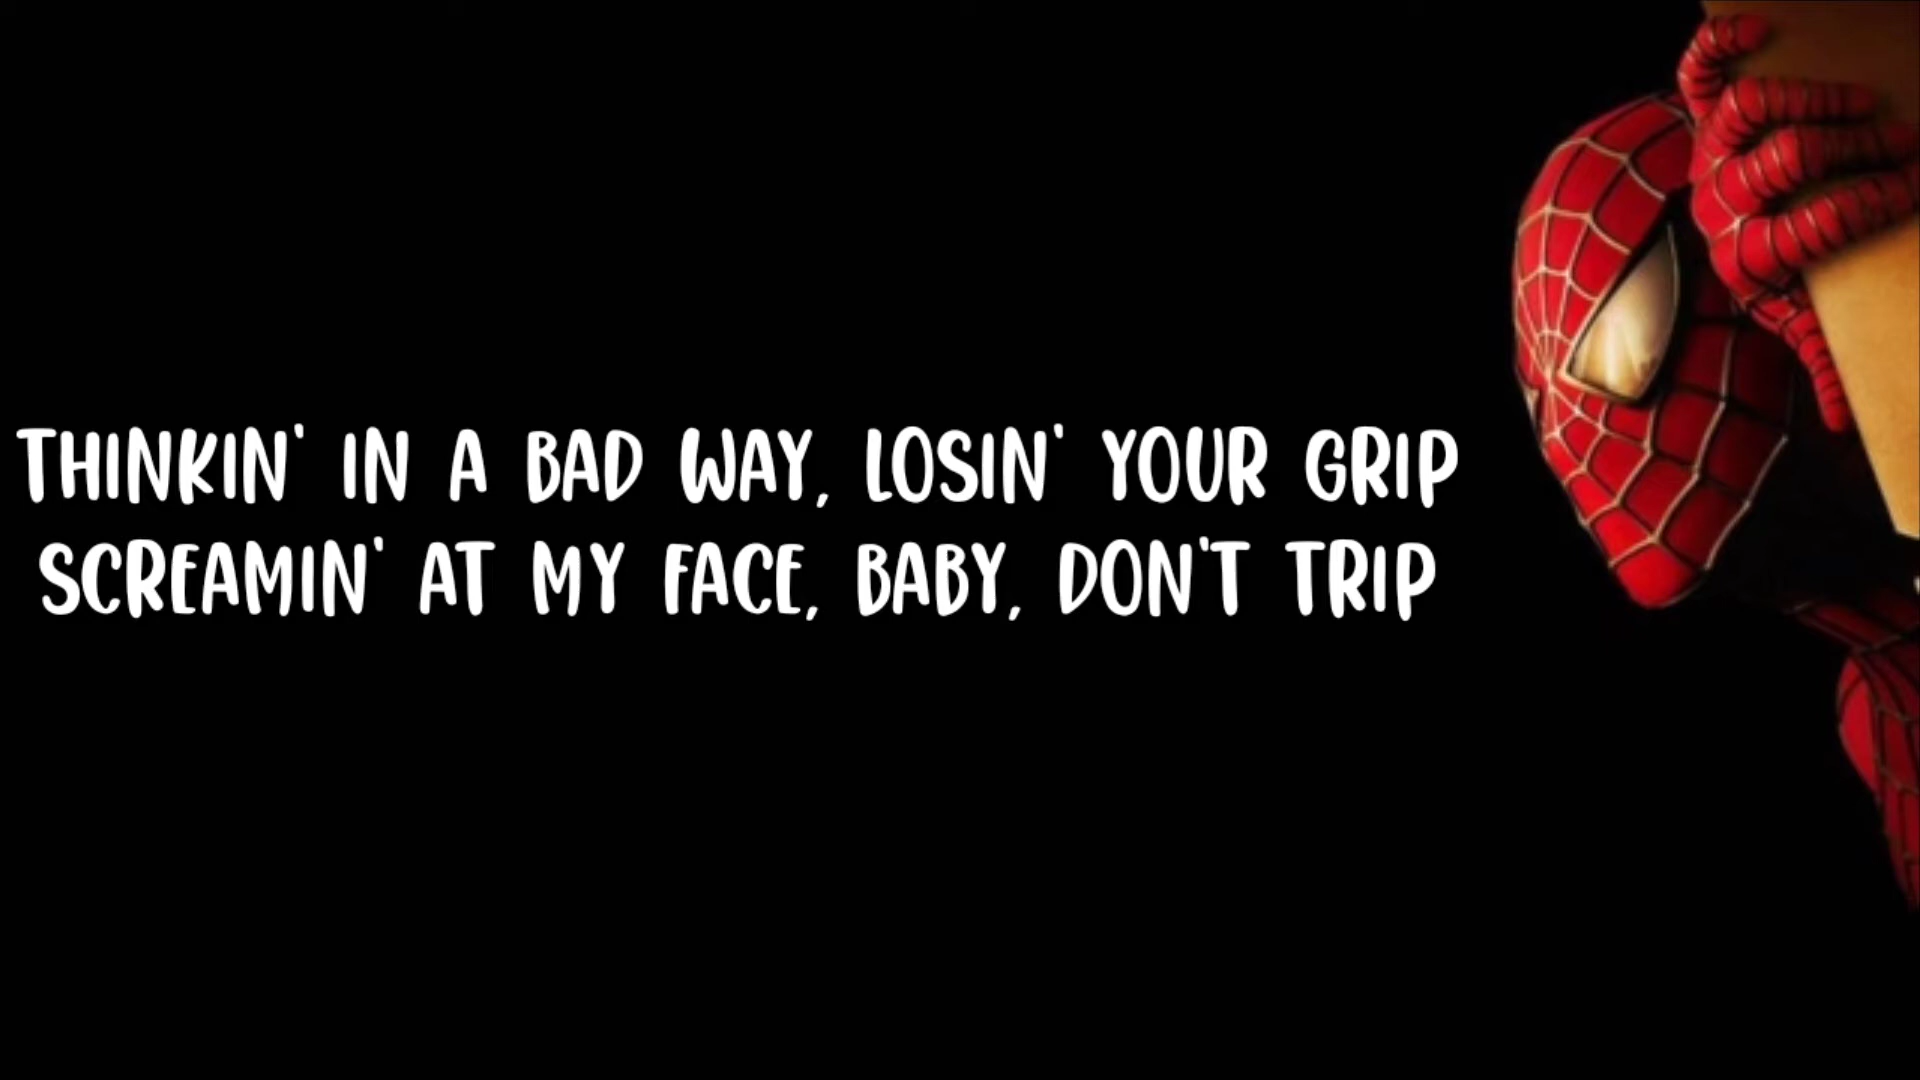 THINKIN' IN A BAD WAY, LOSIN' YOUR GRIP
SCREAMIN' AT MY FACE, BABY, DON'T TRIP